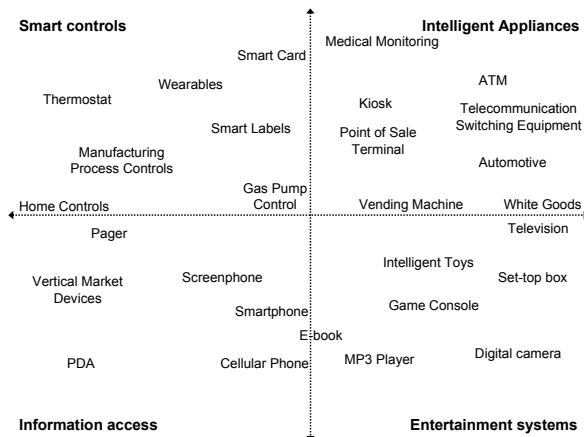 Smart controls
Intelligent Appliances
Medical Monitoring
Smart Card
Wearables
ATM
Thermostat
Kiosk
Telecommunication
Switching Equipment
Smart Labels
Point of Sale
Terminal
Manufacturing
Process Controls
Automotive
Gas Pump
Control
Home Controls
Vending Machine
White Goods
Pager
Television
Intelligent Toys
Vertical Market
Devices
Screenphone
Set-top box
Smartphone
Game Console
E-book
PDA
Cellular Phone
MP3 Player
Digital camera
Information access
Entertainment systems